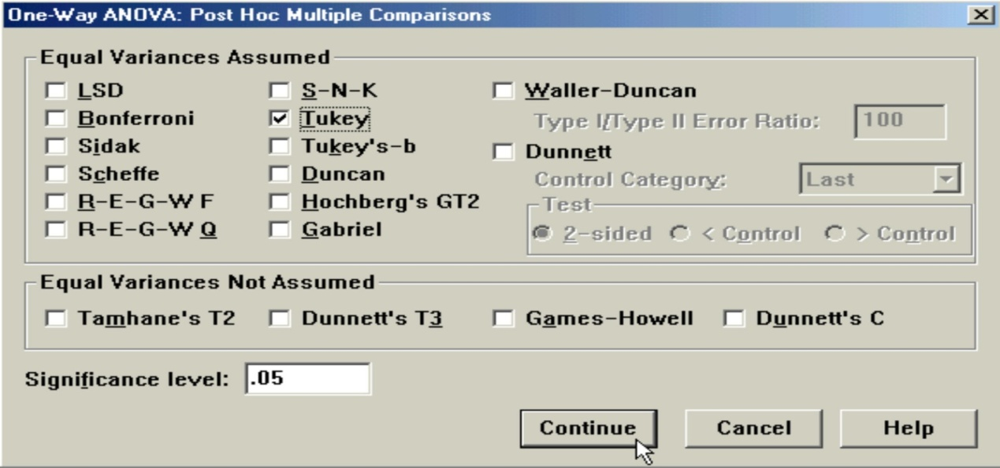 One-Way ANOVA: Post Hoc Multiple Comparisons
Equal Variances Assumed
LSD
Bonferroni
Sidak
Scheffe
R-E-G-W F
R-E-G-W Q
S-N-K
Tukey
Tukey's-b
Duncan
Hochberg's GT2
Gabriel
Waller-Duncan
Type I/Type II Error Ratio: 100
Dunnett
Control Category: Last
Test
2-sided < Control > Control
Equal Variances Not Assumed
Tamhane's T2 Dunnett's T3 Games-Howell Dunnett's C
Significance level: .05
Continue Cancel Help